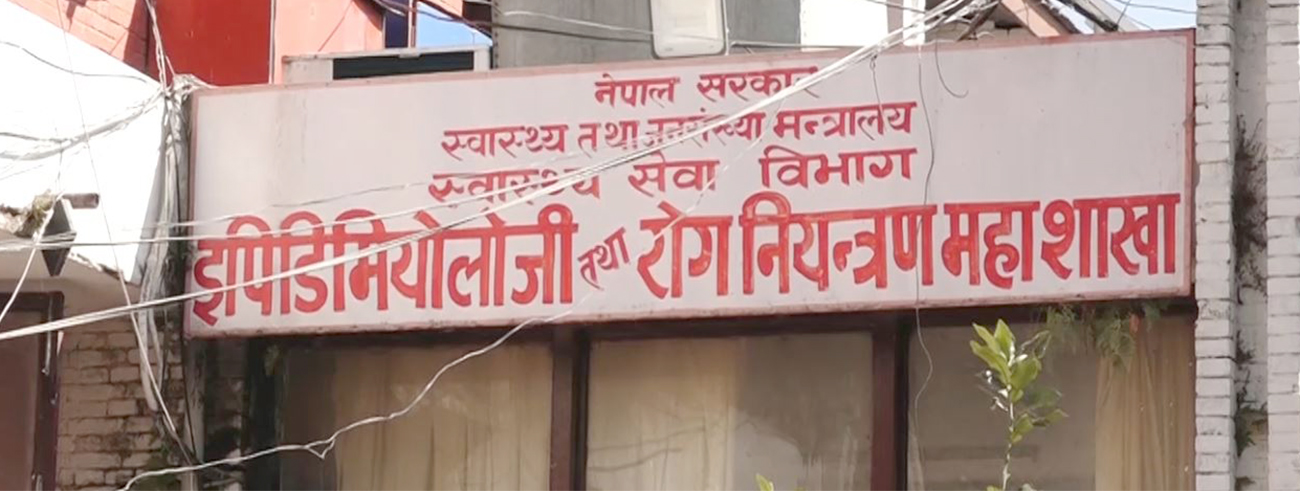 नेपाल सरकार
स्वास्थ्य तथा जनसंख्या मन्त्रालय
स्वास्थ्य सेवा विभाग
इपिडिमियोलोजी तथा रोग नियन्त्रण महाशाखा